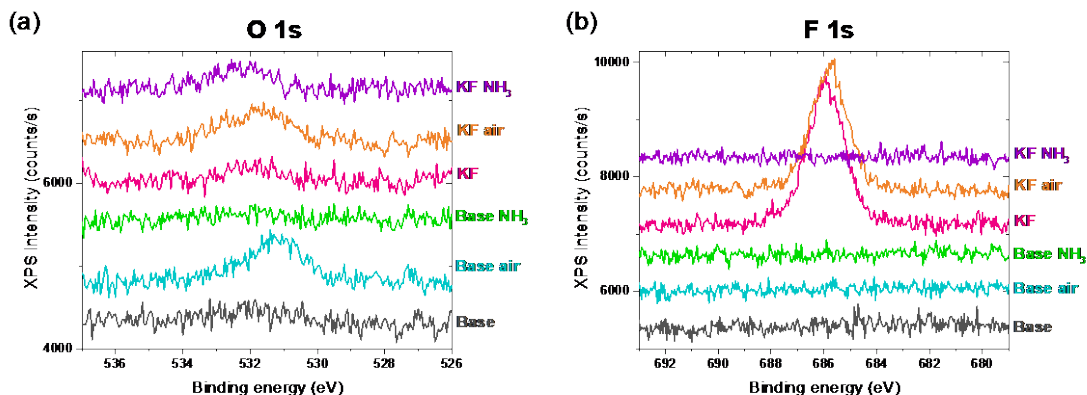 (a)
O 1s
XPS Intensity (counts/s)
6000
4000
KF NH₃
KF air
KF
Base NH₃
Base air
Base
536
534
532
530
528
526
Binding energy (eV)
(b)
F 1s
XPS Intensity (counts/s)
10000
8000
6000
KF NH₃
KF air
KF
Base NH₃
Base air
Base
692
690
688
686
684
682
680
Binding energy (eV)